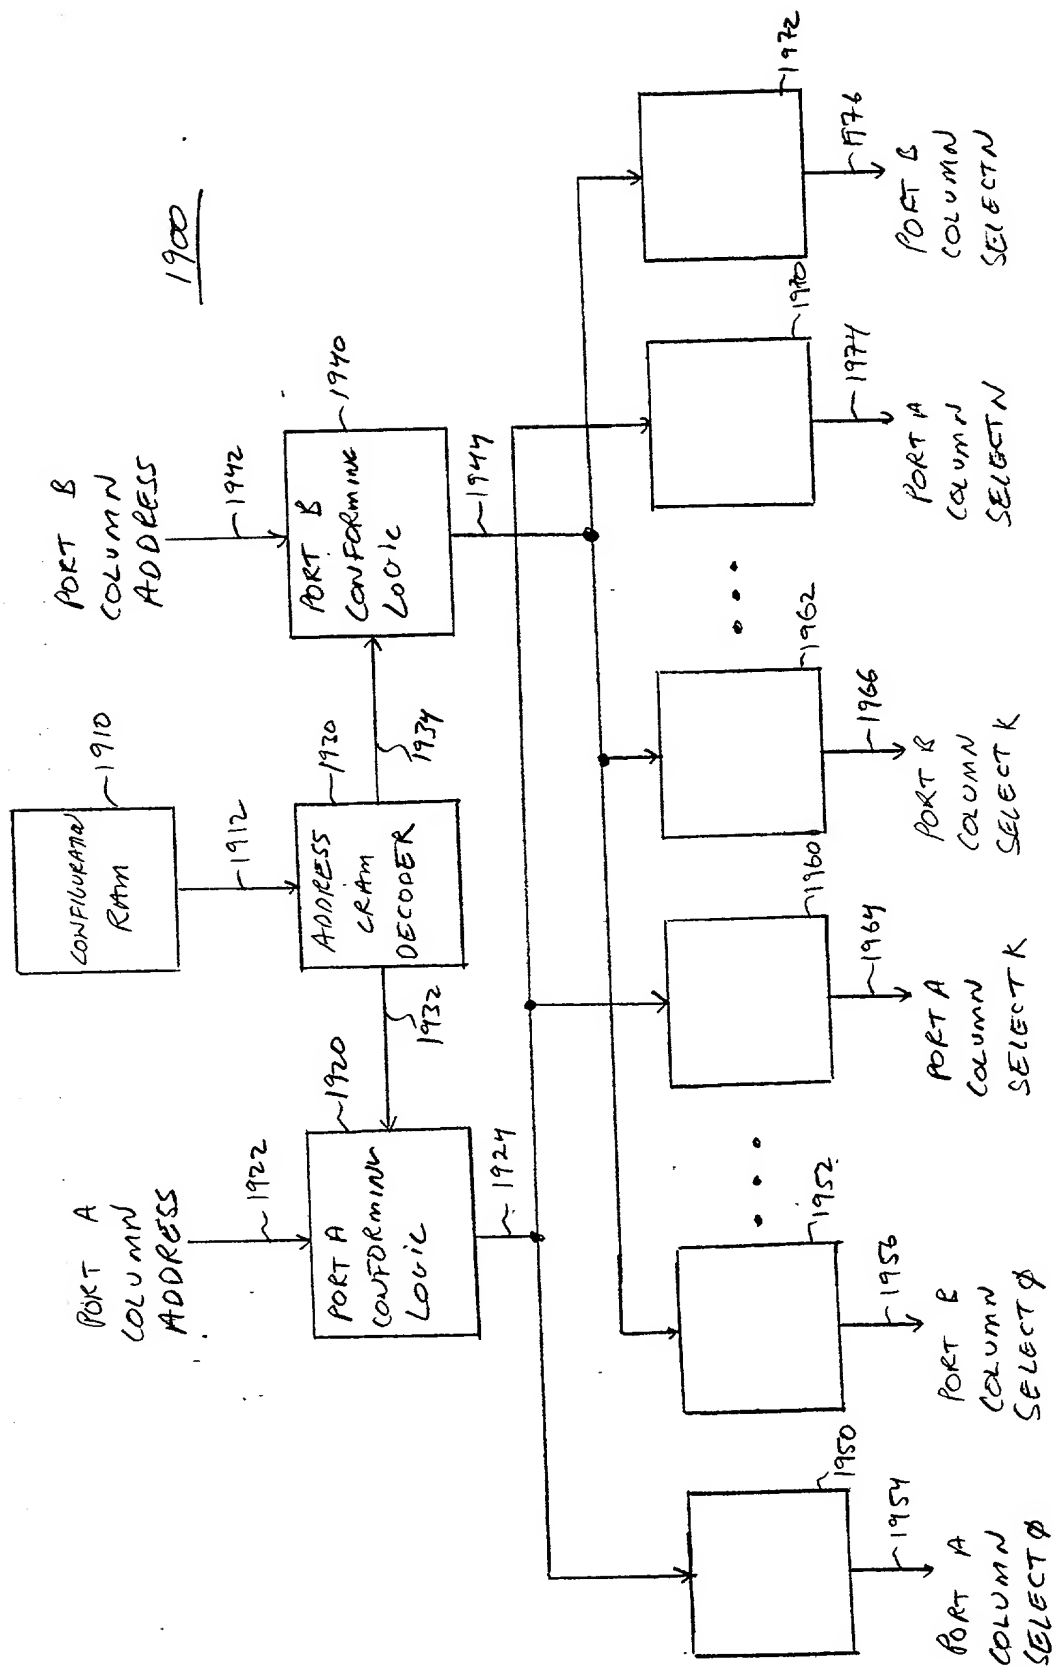 1900
PORT A
COLUMN
ADDRESS
1922
CONFIGURATION
RAM
1910
1912
PORT B
COLUMN
ADDRESS
1942
PORT A
CONFORMING
LOGIC
1920
1932
ADDRESS
CRAM
DECODER
1930
1934
PORT B
CONFORMING
LOGIC
1940
1924
1944
1950
1952
1960
1962
1970
1972
1954
1956
1964
1966
1974
1976
PORT A
COLUMN
SELECT Ø
PORT B
COLUMN
SELECT Ø
PORT A
COLUMN
SELECT K
PORT B
COLUMN
SELECT K
PORT A
COLUMN
SELECT N
PORT B
COLUMN
SELECT N